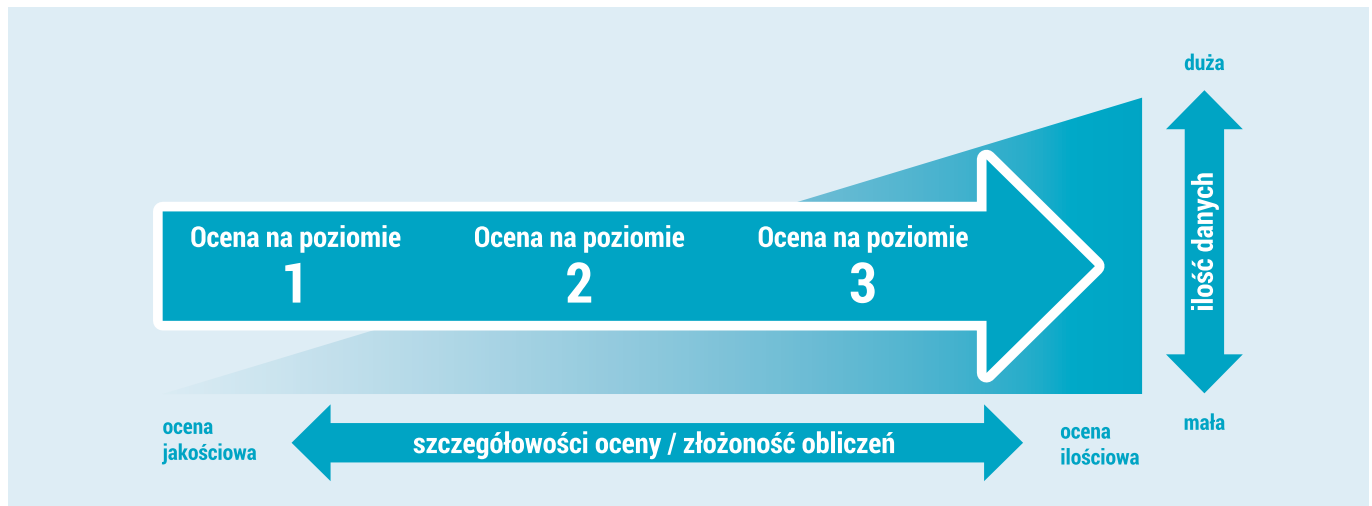 duża
Ocena na poziomie
1
Ocena na poziomie
2
Ocena na poziomie
3
ilość danych
ocena
jakościowa
szczegółowości oceny / złożoność obliczeń
ocena
ilościowa
mała